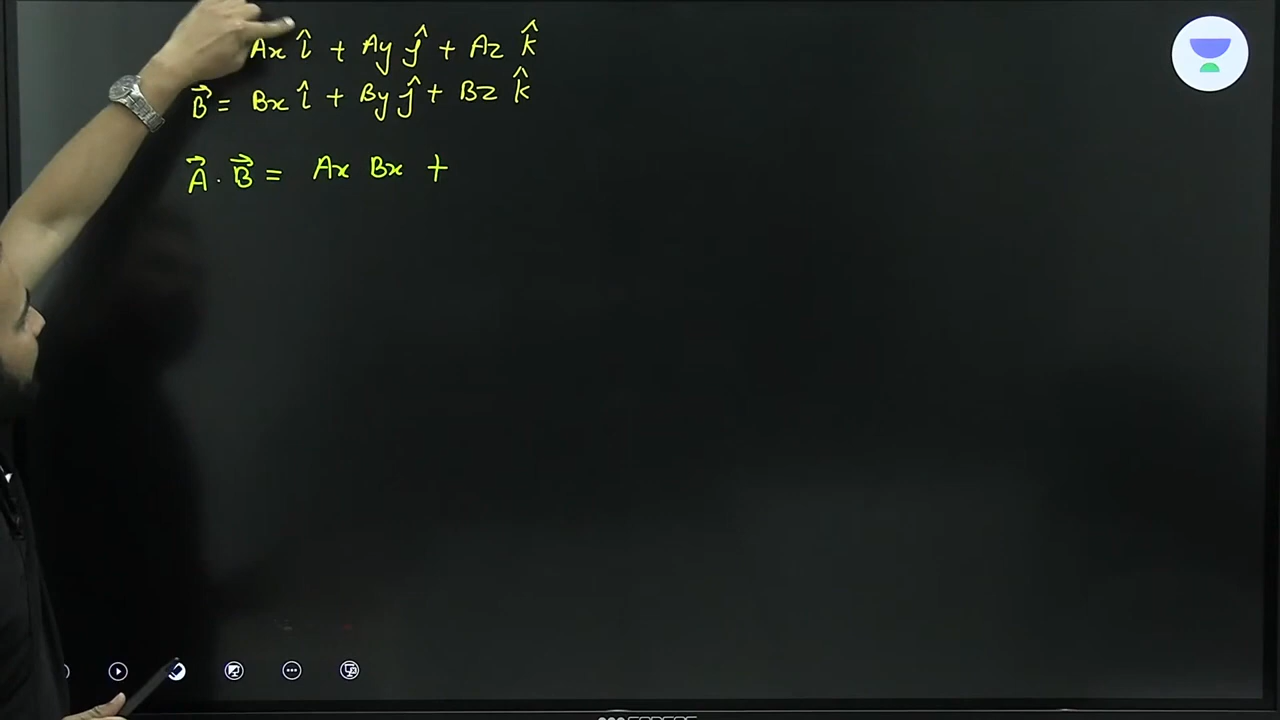 Ax î + Ay ĵ + Az k̂
B⃗ = Bx î + By ĵ + Bz k̂
A⃗ . B⃗ = Ax Bx +